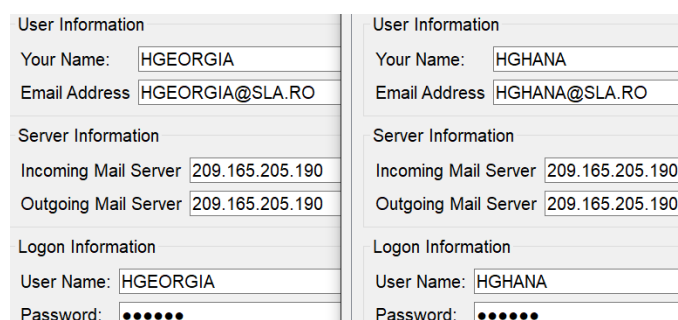 User Information
Your Name: HGEORGIA
Email Address HGEORGIA@SLA.RO
Server Information
Incoming Mail Server 209.165.205.190
Outgoing Mail Server 209.165.205.190
Logon Information
User Name: HGEORGIA
Password: ●●●●●●
User Information
Your Name: HGHANA
Email Address HGHANA@SLA.RO
Server Information
Incoming Mail Server 209.165.205.190
Outgoing Mail Server 209.165.205.190
Logon Information
User Name: HGHANA
Password: ●●●●●●